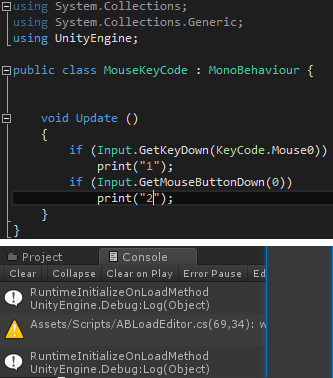 using System.Collections;
using System.Collections.Generic;
using UnityEngine;
public class MouseKeyCode : MonoBehaviour {
void Update ()
{
if (Input.GetKeyDown(KeyCode.Mouse0))
print("1");
if (Input.GetMouseButtonDown(0))
print("2");
}
}
Project Console
Clear Collapse Clear on Play Error Pause Ed
RuntimeInitializeOnLoadMethod
UnityEngine.Debug:Log(Object)
Assets/Scripts/ABLoadEditor.cs(69,34): w
RuntimeInitializeOnLoadMethod
UnityEngine.Debug:Log(Object)